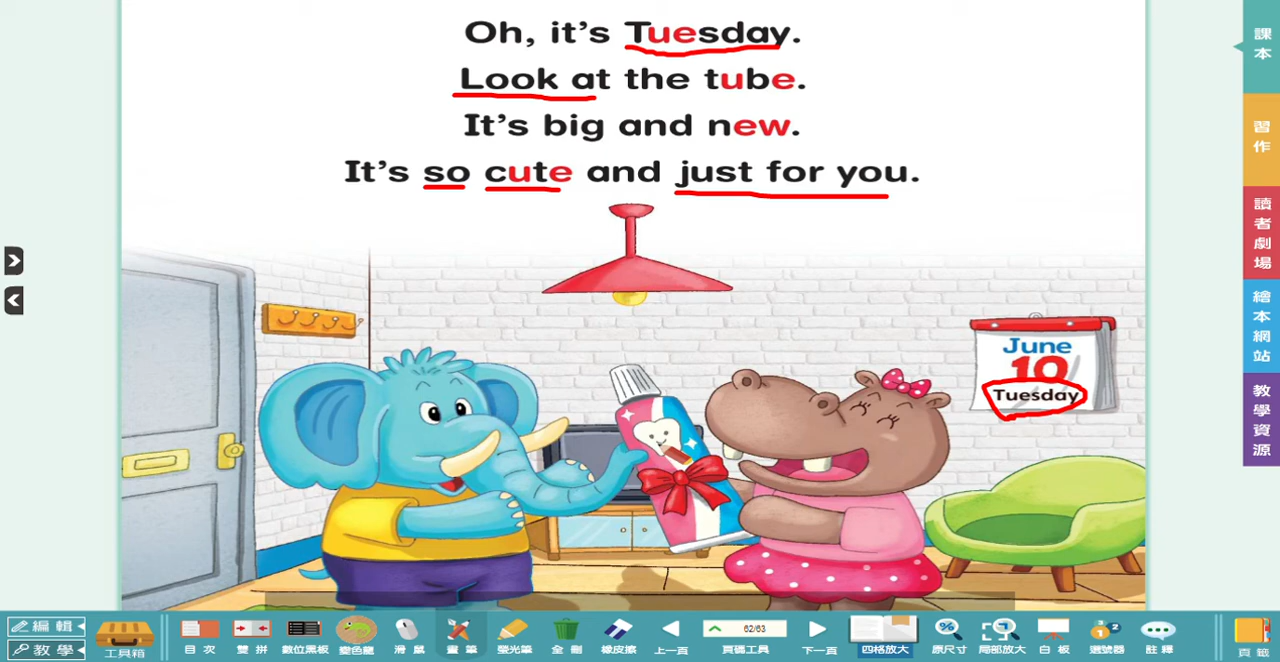 Oh, it's Tuesday.
Look at the tube.
It's big and new.
It's so cute and just for you.
June
10
Tuesday
課本
習作
讀者劇場
繪本網站
教學資源
編輯
教學
工具箱
目次
雙拼
數位黑板
變色龍
滑鼠
畫筆
螢光筆
全刪
橡皮擦
上一頁
62/63
頁碼工具
下一頁
四格放大
原尺寸
局部放大
白板
選號器
註釋
頁籤